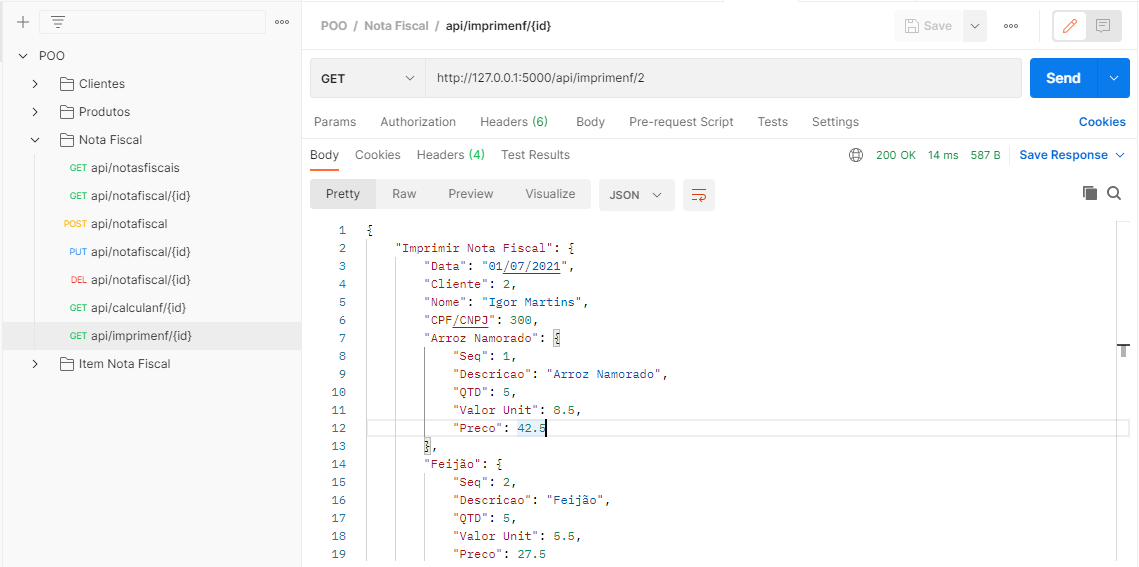 POO
Clientes
Produtos
Nota Fiscal
GET api/notasfiscais
GET api/notafiscal/{id}
POST api/notafiscal
PUT api/notafiscal/{id}
DEL api/notafiscal/{id}
GET api/calculanf/{id}
GET api/imprimenf/{id}
Item Nota Fiscal
POO / Nota Fiscal / api/imprimenf/{id}
Save
GET http://127.0.0.1:5000/api/imprimenf/2 Send
Params Authorization Headers (6) Body Pre-request Script Tests Settings Cookies
Body Cookies Headers (4) Test Results 200 OK 14 ms 587 B Save Response
Pretty Raw Preview Visualize JSON
1 {
2 "Imprimir Nota Fiscal": {
3 "Data": "01/07/2021",
4 "Cliente": 2,
5 "Nome": "Igor Martins",
6 "CPF/CNPJ": 300,
7 "Arroz Namorado": {
8 "Seq": 1,
9 "Descricao": "Arroz Namorado",
10 "QTD": 5,
11 "Valor Unit": 8.5,
12 "Preco": 42.5
13 },
14 "Feijão": {
15 "Seq": 2,
16 "Descricao": "Feijão",
17 "QTD": 5,
18 "Valor Unit": 5.5,
19 "Preco": 27.5